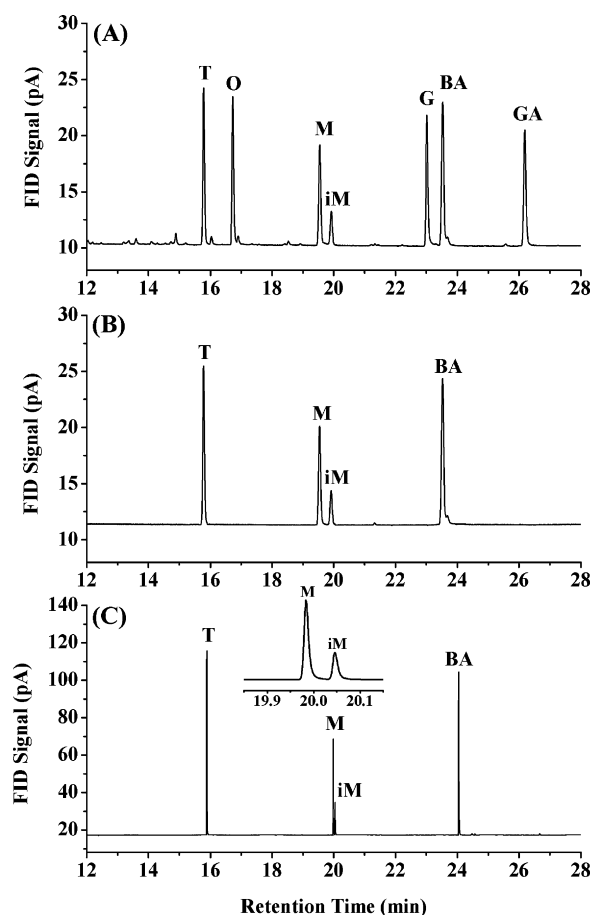 (A)
30
25
20
15
10
FID Signal (pA)
T
O
M
iM
G
BA
GA
12 14 16 18 20 22 24 26 28
(B)
30
25
20
15
10
FID Signal (pA)
T
M
iM
BA
12 14 16 18 20 22 24 26 28
(C)
140
120
100
80
60
40
20
FID Signal (pA)
T
M
iM
19.9 20.0 20.1
M
iM
BA
12 14 16 18 20 22 24 26 28
Retention Time (min)